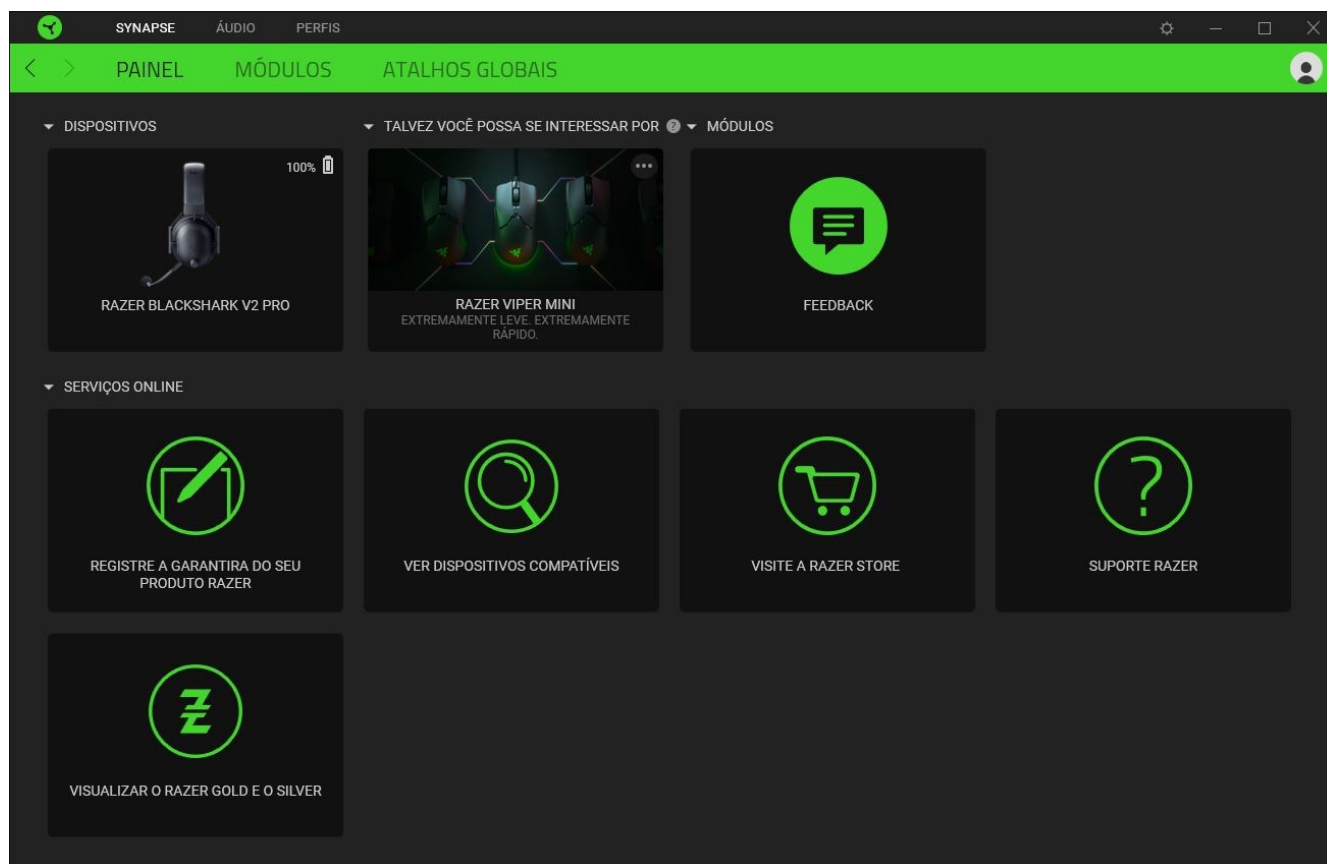 SYNAPSE ÁUDIO PERFIS
PAINEL MÓDULOS ATALHOS GLOBAIS
DISPOSITIVOS
TALVEZ VOCÊ POSSA SE INTERESSAR POR ?
MÓDULOS
100%
RAZER BLACKSHARK V2 PRO
RAZER VIPER MINI
EXTREMAMENTE LEVE. EXTREMAMENTE
RÁPIDO.
FEEDBACK
SERVIÇOS ONLINE
REGISTRE A GARANTIRA DO SEU
PRODUTO RAZER
VER DISPOSITIVOS COMPATÍVEIS
VISITE A RAZER STORE
?
SUPORTE RAZER
VISUALIZAR O RAZER GOLD E O SILVER